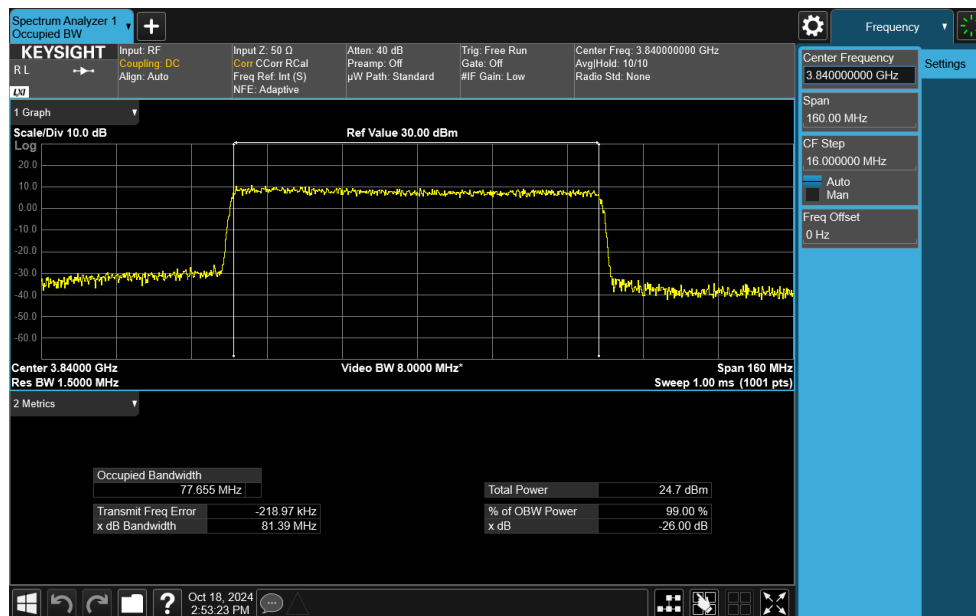 Spectrum Analyzer 1
Occupied BW
+
Frequency
KEYSIGHT
R L
LXI
Input: RF
Coupling: DC
Align: Auto
Input Z: 50 Ω
Corr CCorr RCal
Freq Ref: Int (S)
NFE: Adaptive
Atten: 40 dB
Preamp: Off
µW Path: Standard
Trig: Free Run
Gate: Off
#IF Gain: Low
Center Freq: 3.840000000 GHz
Avg|Hold: 10/10
Radio Std: None
Center Frequency
3.840000000 GHz
Settings
Span
160.00 MHz
CF Step
16.000000 MHz
Auto
Man
Freq Offset
0 Hz
1 Graph
Scale/Div 10.0 dB
Ref Value 30.00 dBm
Log
20.0
10.0
0.00
-10.0
-20.0
-30.0
-40.0
-50.0
-60.0
Center 3.84000 GHz
Video BW 8.0000 MHz*
Span 160 MHz
Res BW 1.5000 MHz
Sweep 1.00 ms (1001 pts)
2 Metrics
Occupied Bandwidth
77.655 MHz
Total Power 24.7 dBm
Transmit Freq Error -218.97 kHz
% of OBW Power 99.00 %
x dB Bandwidth 81.39 MHz
x dB -26.00 dB
?
Oct 18, 2024
2:53:23 PM